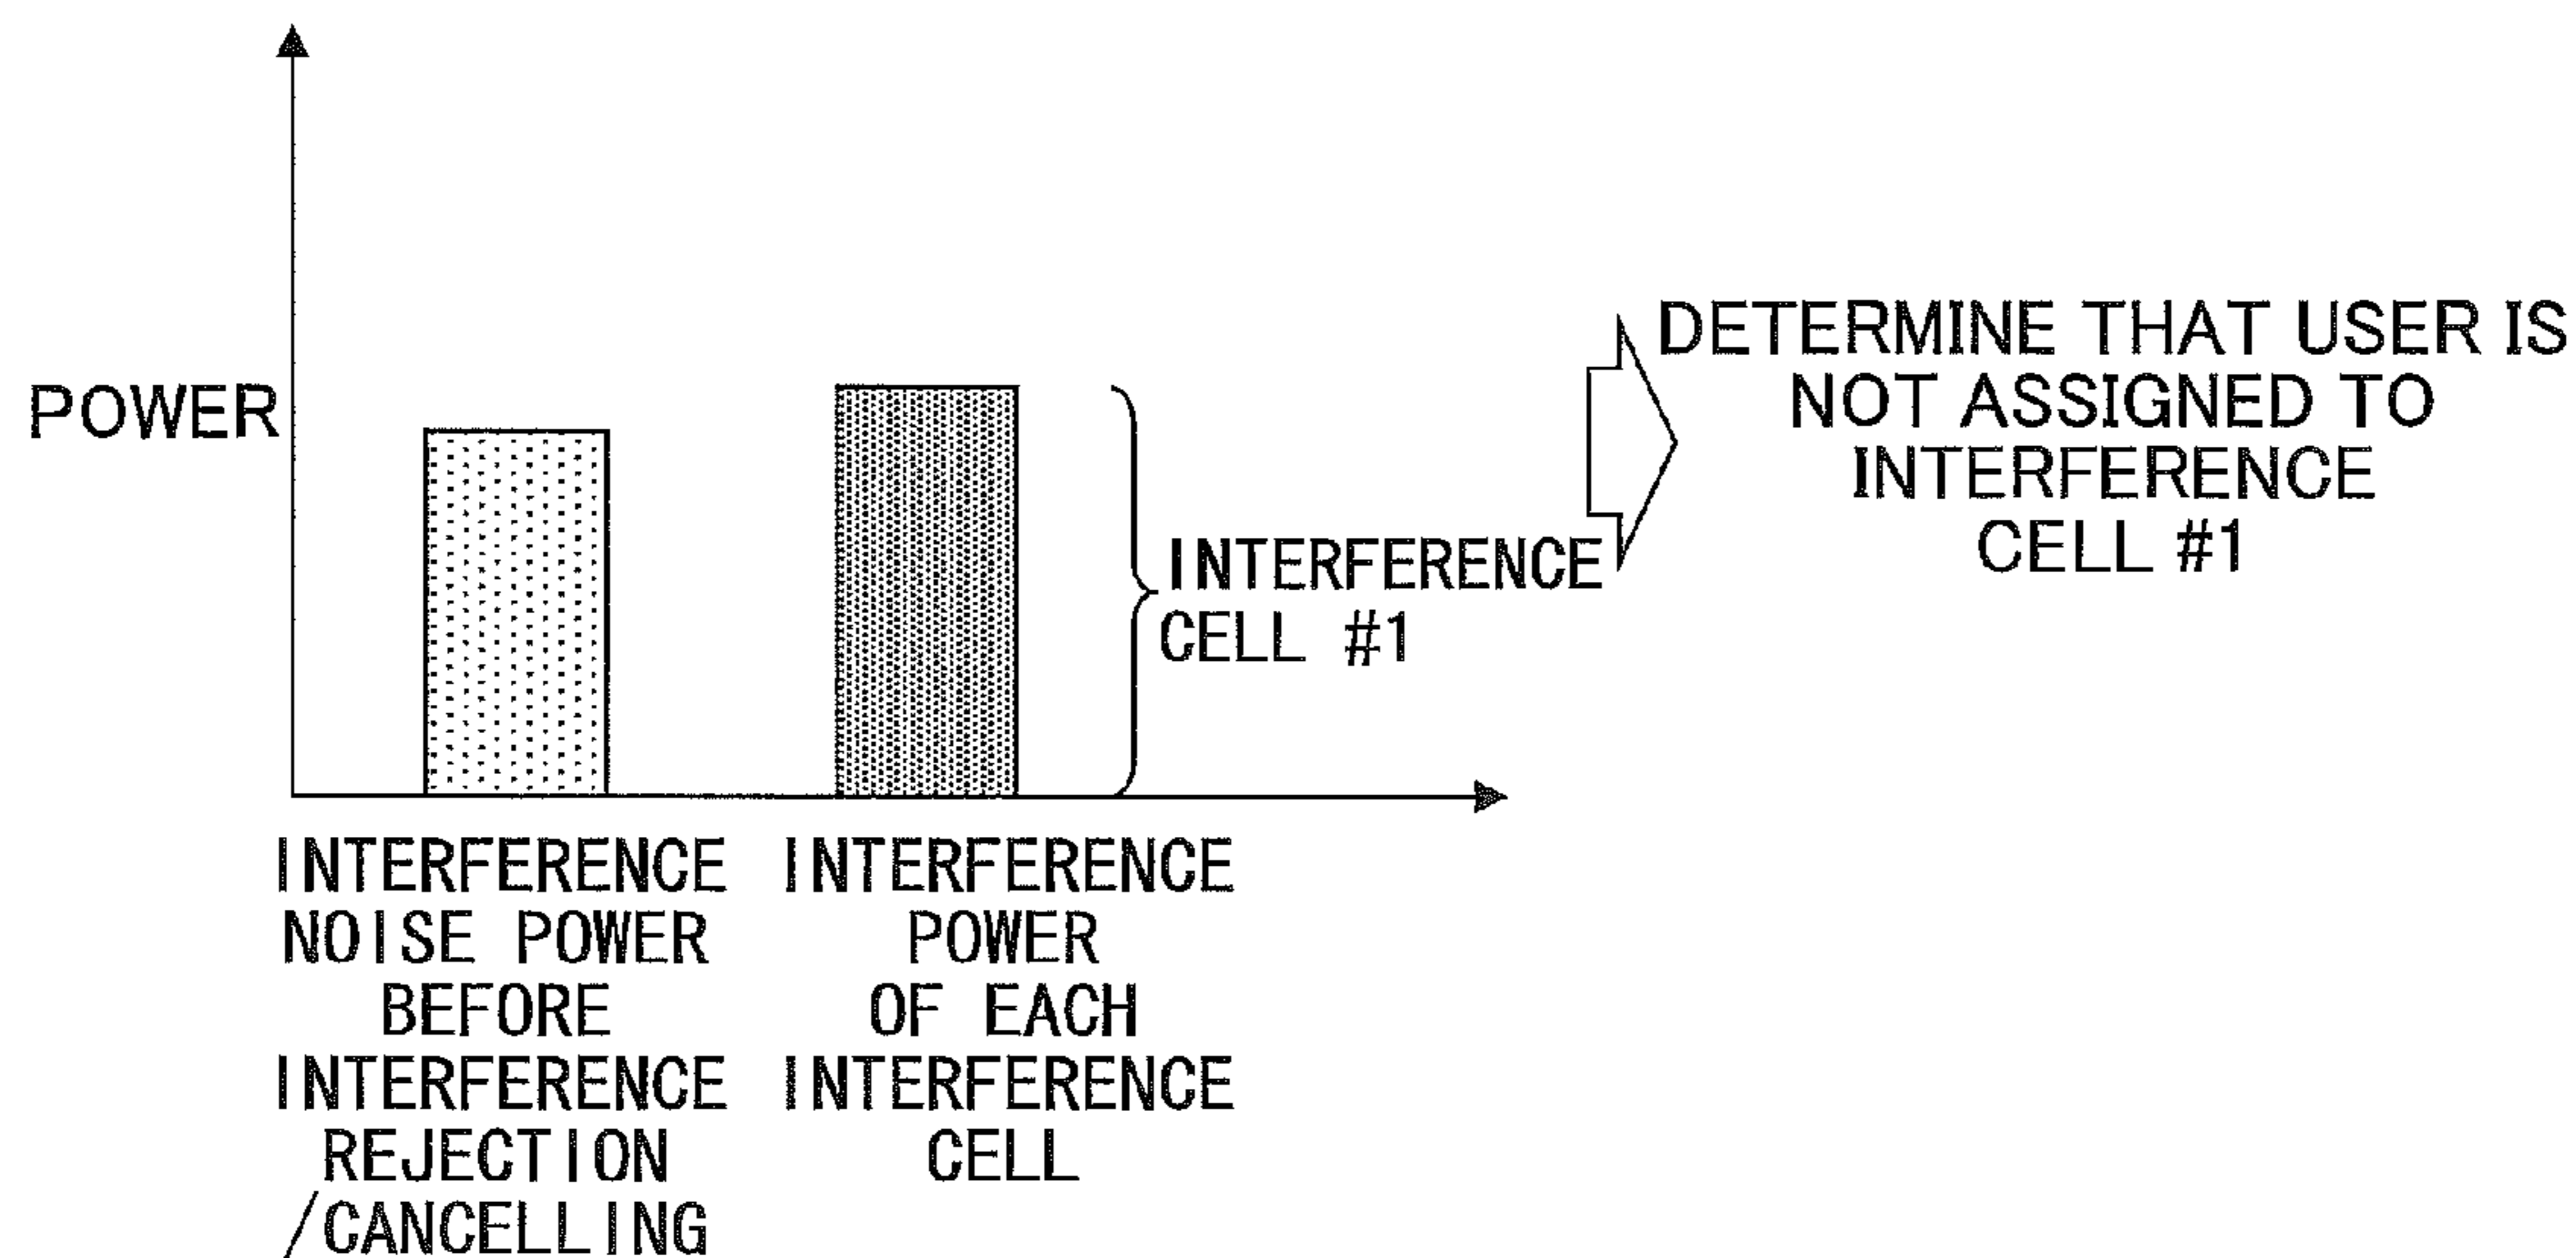 POWER
DETERMINE THAT USER IS
NOT ASSIGNED TO
INTERFERENCE
CELL #1
INTERFERENCE
CELL #1
INTERFERENCE
NOISE POWER
BEFORE
INTERFERENCE
REJECTION
/CANCELLING
INTERFERENCE
POWER
OF EACH
INTERFERENCE
CELL